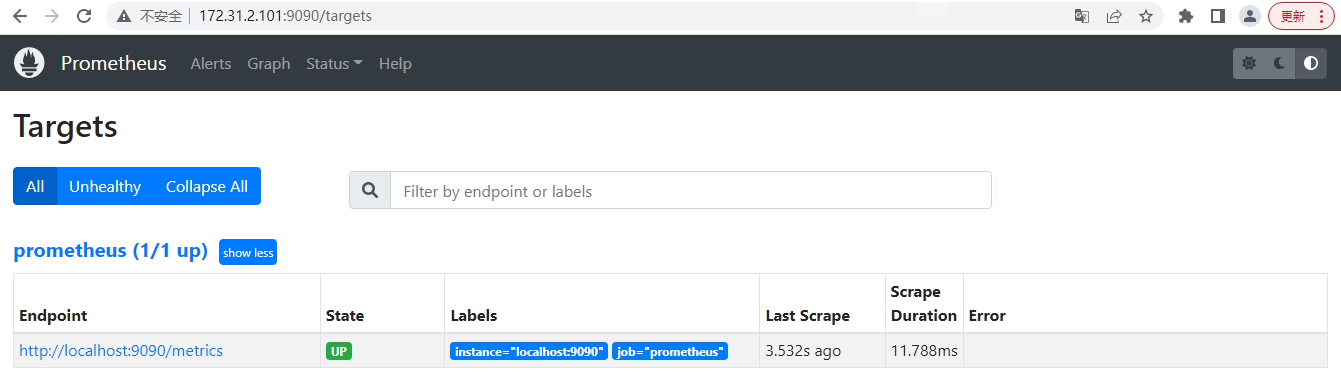 不安全 172.31.2.101:9090/targets 更新
Prometheus Alerts Graph Status Help
Targets
All Unhealthy Collapse All
Filter by endpoint or labels
prometheus (1/1 up) show less
Endpoint State Labels Last Scrape Scrape Duration Error
http://localhost:9090/metrics UP instance="localhost:9090" job="prometheus" 3.532s ago 11.788ms